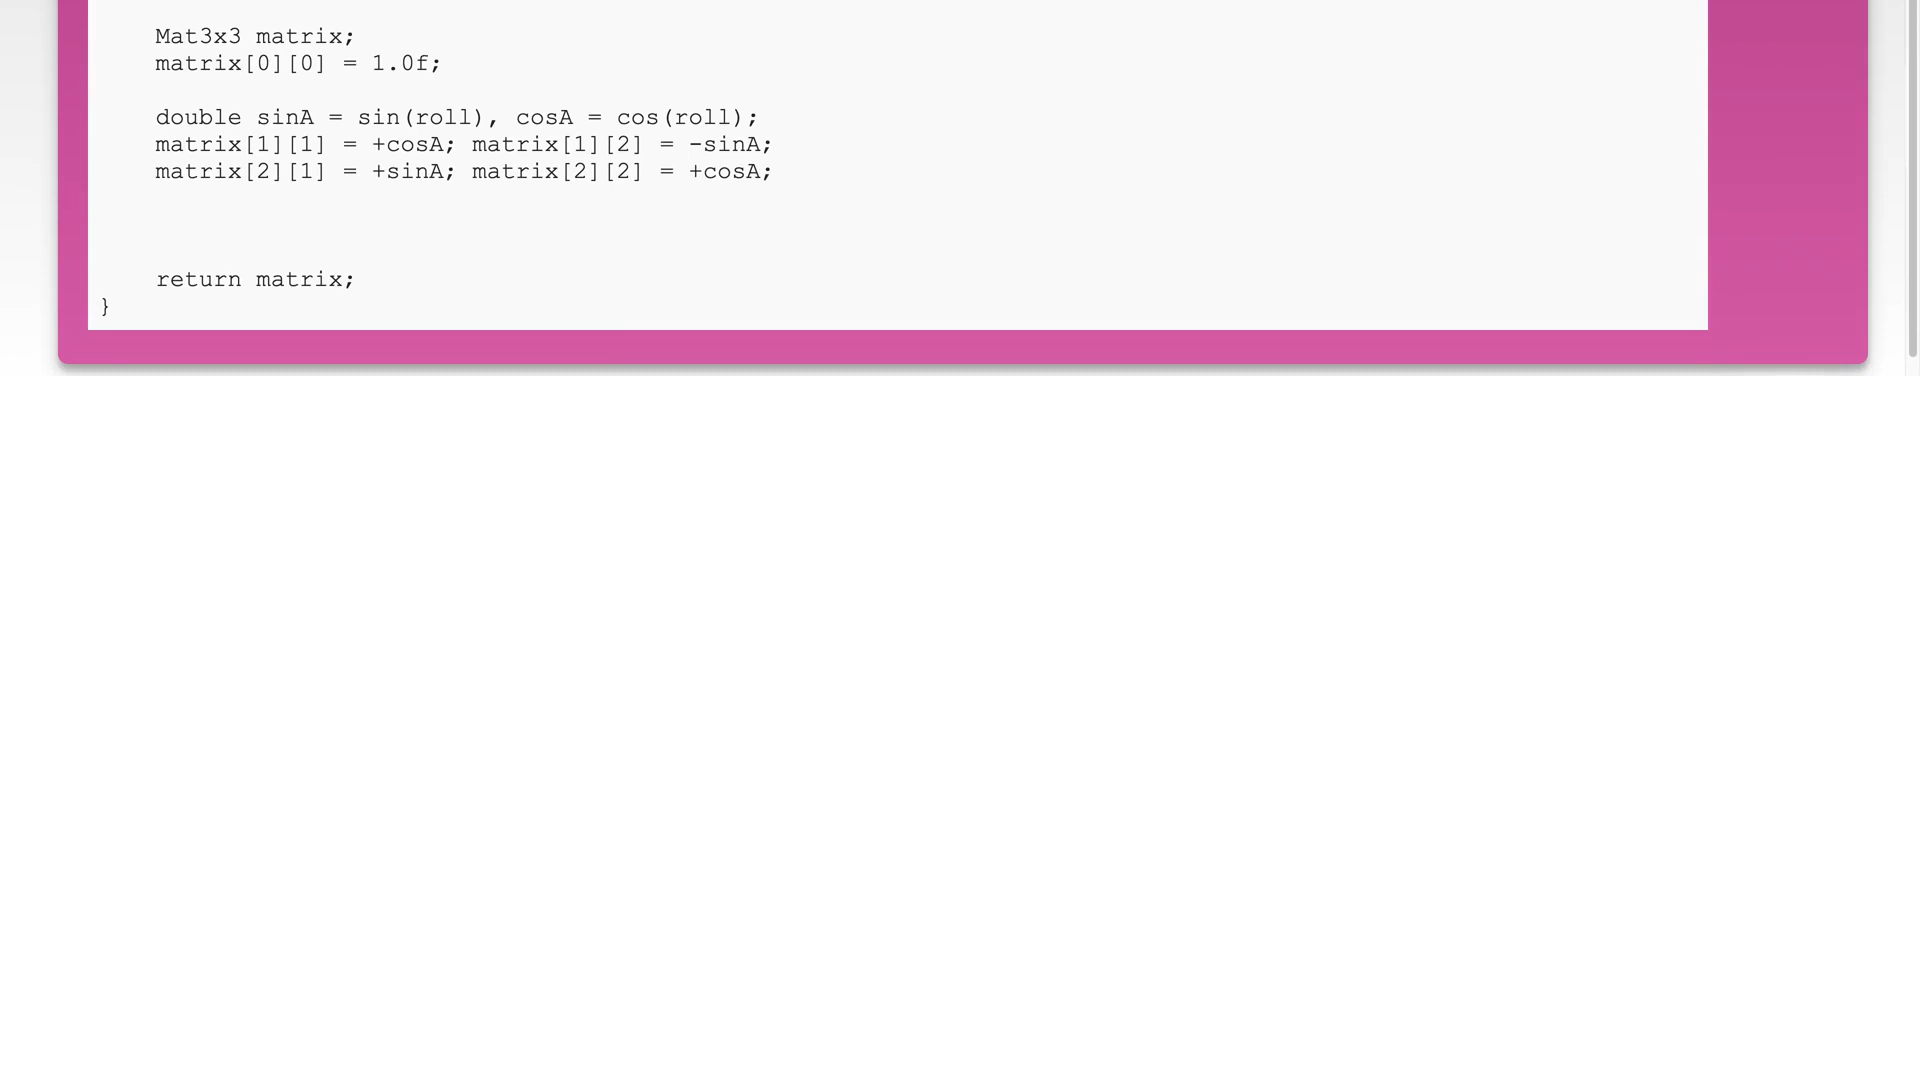 Mat3x3 matrix;
matrix[0][0] = 1.0f;
double sinA = sin(roll), cosA = cos(roll);
matrix[1][1] = +cosA; matrix[1][2] = -sinA;
matrix[2][1] = +sinA; matrix[2][2] = +cosA;
return matrix;
}